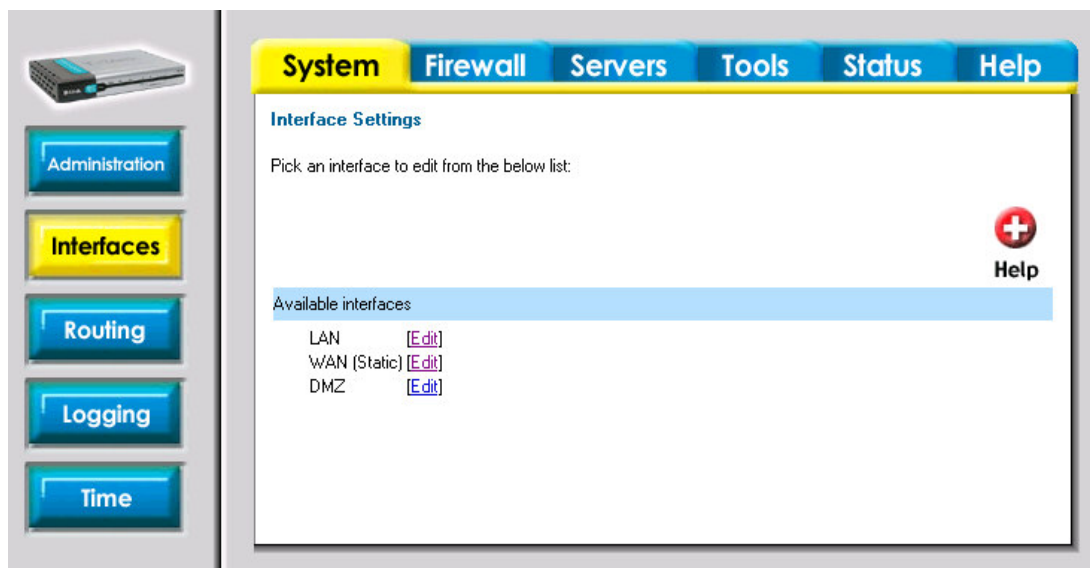 System Firewall Servers Tools Status Help
Administration
Interfaces
Routing
Logging
Time
Interface Settings
Pick an interface to edit from the below list:
Help
Available interfaces
LAN [Edit]
WAN (Static) [Edit]
DMZ [Edit]